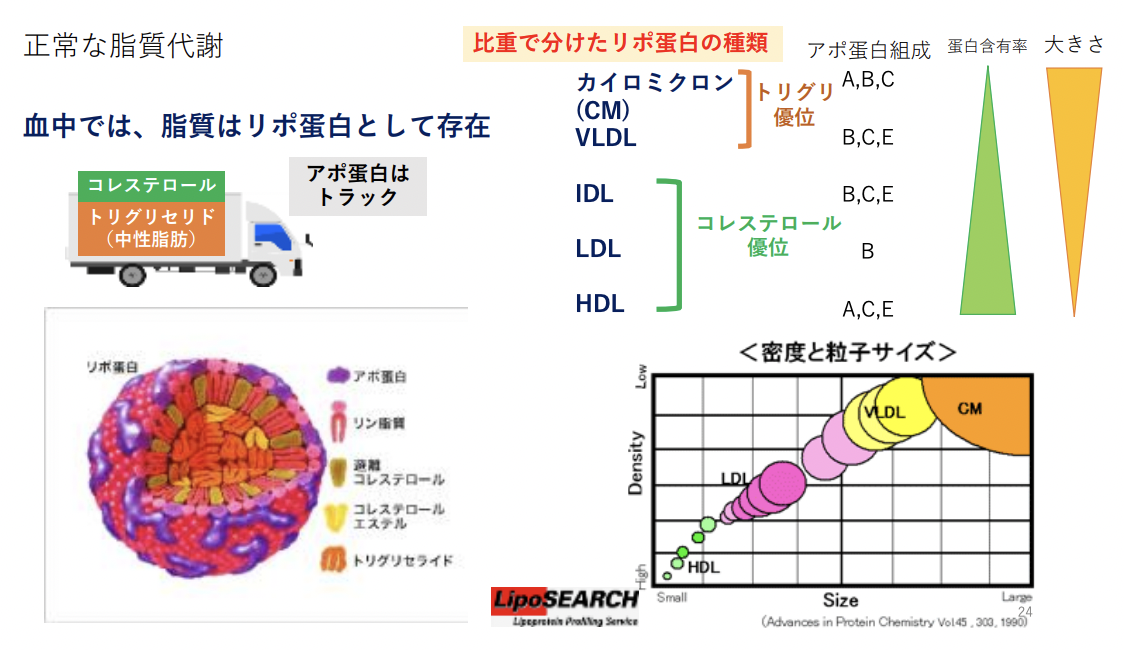 正常な脂質代謝
血中では、脂質はリポ蛋白として存在
コレステロール
トリグリセリド
（中性脂肪）
アポ蛋白は
トラック
リポ蛋白
アポ蛋白
リン脂質
遊離
コレステロール
コレステロール
エステル
トリグリセライド
比重で分けたリポ蛋白の種類
アポ蛋白組成
蛋白含有率
大きさ
カイロミクロン
(CM)
VLDL
トリグリ
優位
IDL
LDL
HDL
コレステロール
優位
A,B,C
B,C,E
B,C,E
B
A,C,E
＜密度と粒子サイズ＞
Low
Density
High
VLDL
CM
LDL
HDL
Small
Size
Large
LipoSEARCH
Lipoprotein Profiling Service
(Advances in Protein Chemistry Vol.45 , 303, 1990)
24